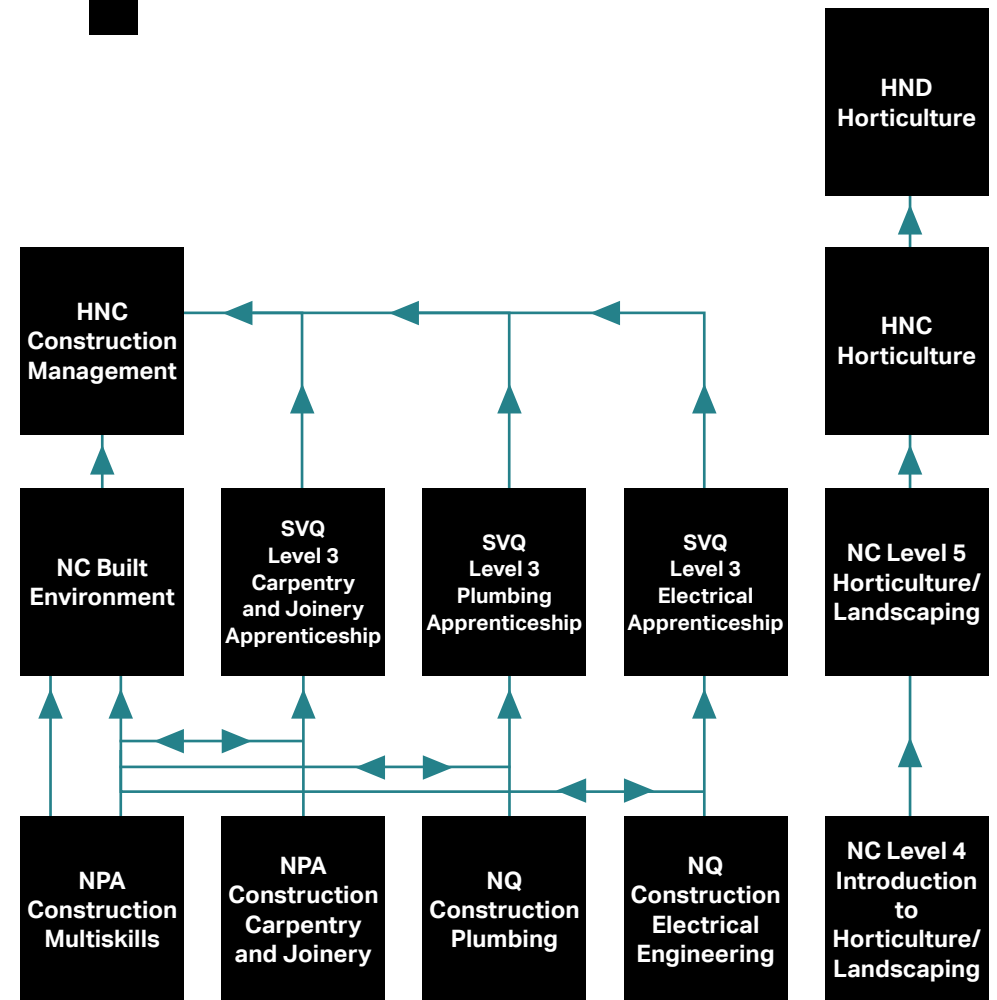 HND
Horticulture
HNC
Construction
Management
HNC
Horticulture
NC Built
Environment
SVQ
Level 3
Carpentry
and Joinery
Apprenticeship
SVQ
Level 3
Plumbing
Apprenticeship
SVQ
Level 3
Electrical
Apprenticeship
NC Level 5
Horticulture/
Landscaping
NPA
Construction
Multiskills
NPA
Construction
Carpentry
and Joinery
NQ
Construction
Plumbing
NQ
Construction
Electrical
Engineering
NC Level 4
Introduction
to
Horticulture/
Landscaping